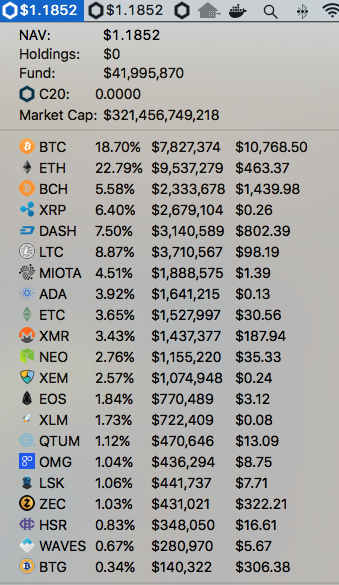 $1.1852 $1.1852
NAV: $1.1852
Holdings: $0
Fund: $41,995,870
C20: 0.0000
Market Cap: $321,456,749,218
BTC 18.70% $7,827,374 $10,768.50
ETH 22.79% $9,537,279 $463.37
BCH 5.58% $2,333,678 $1,439.98
XRP 6.40% $2,679,104 $0.26
DASH 7.50% $3,140,589 $802.39
LTC 8.87% $3,710,567 $98.19
MIOTA 4.51% $1,888,575 $1.39
ADA 3.92% $1,641,215 $0.13
ETC 3.65% $1,527,997 $30.56
XMR 3.43% $1,437,377 $187.94
NEO 2.76% $1,155,220 $35.33
XEM 2.57% $1,074,948 $0.24
EOS 1.84% $770,489 $3.12
XLM 1.73% $722,409 $0.08
QTUM 1.12% $470,646 $13.09
OMG 1.04% $436,294 $8.75
LSK 1.06% $441,737 $7.71
ZEC 1.03% $431,021 $322.21
HSR 0.83% $348,050 $16.61
WAVES 0.67% $280,970 $5.67
BTG 0.34% $140,322 $306.38